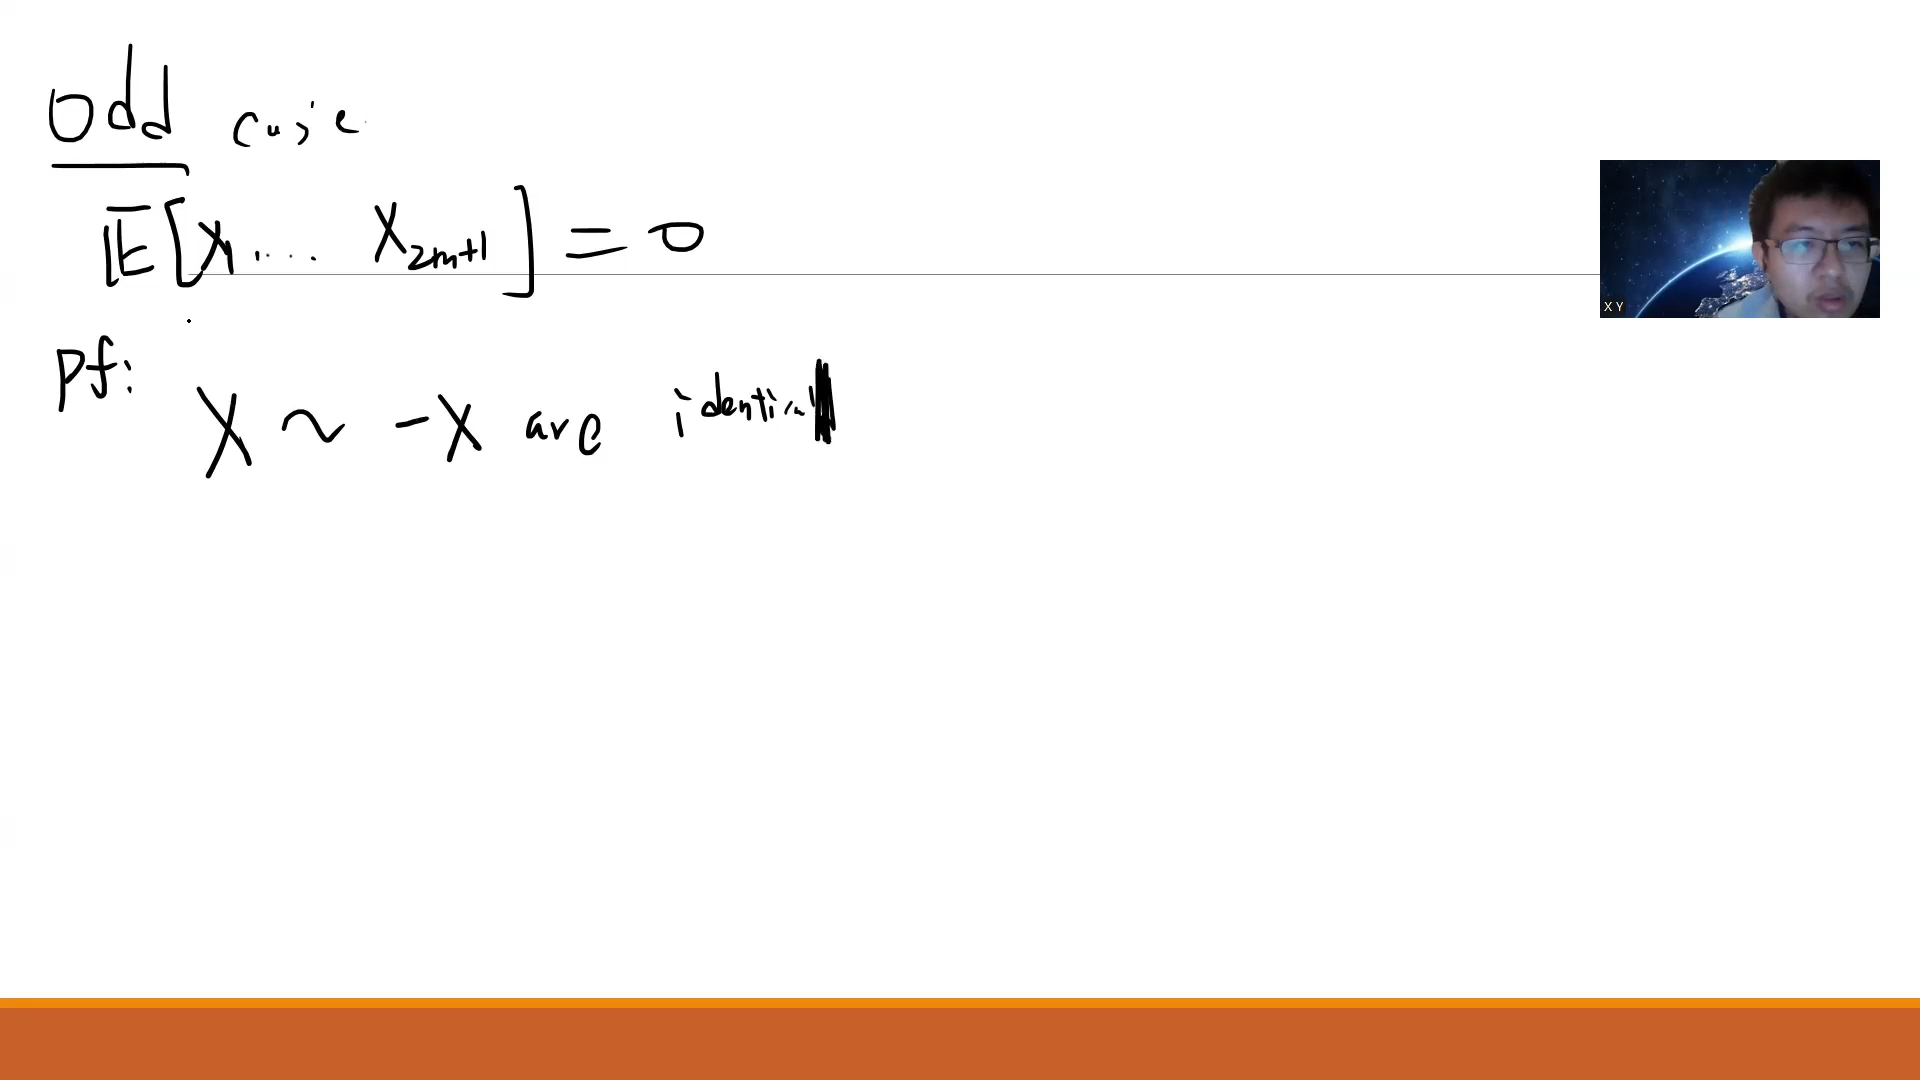 odd case
E[X1.... X2m+1] = 0
pf:
X ~ -X are identical
X Y